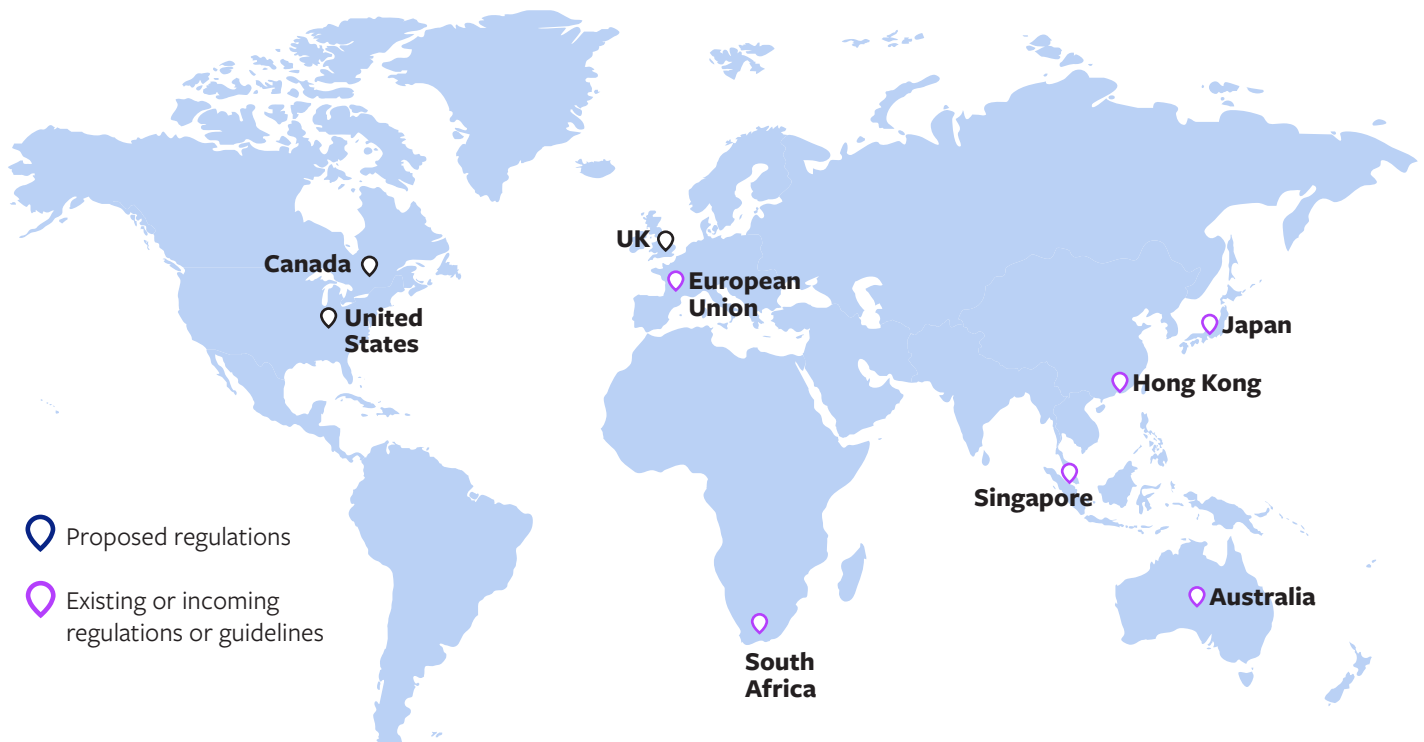 UK
Canada
European
Union
United
States
Japan
Hong Kong
Singapore
Proposed regulations
Existing or incoming
regulations or guidelines
Australia
South
Africa